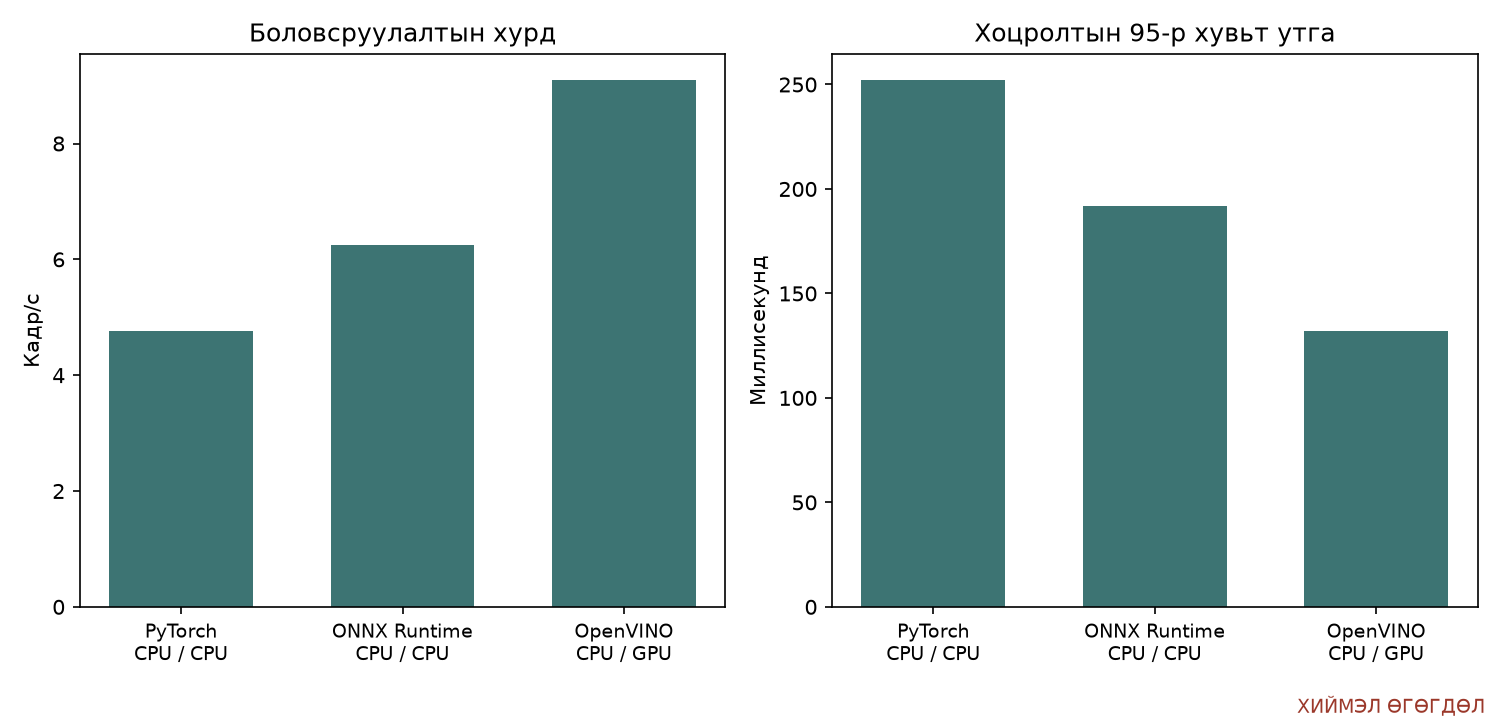 Боловсруулалтын хурд
Кадр/с
8
6
4
2
0
PyTorch
CPU / CPU
ONNX Runtime
CPU / CPU
OpenVINO
CPU / GPU
Хоцролтын 95-р хувьт утга
Миллисекунд
250
200
150
100
50
0
PyTorch
CPU / CPU
ONNX Runtime
CPU / CPU
OpenVINO
CPU / GPU
ХИЙМЭЛ ӨГӨГДӨЛ